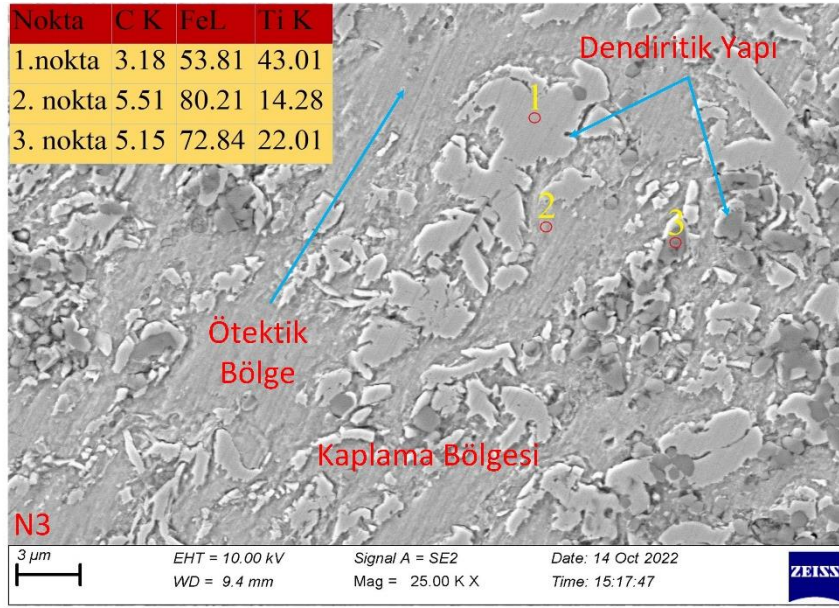 Nokta C K FeL Ti K
1.nokta 3.18 53.81 43.01
2. nokta 5.51 80.21 14.28
3. nokta 5.15 72.84 22.01
Dendiritik Yapı
1
2
3
Ötektik
Bölge
Kaplama Bölgesi
N3
3 µm
EHT = 10.00 kV Signal A = SE2 Date: 14 Oct 2022
WD = 9.4 mm Mag = 25.00 K X Time: 15:17:47
ZEISS